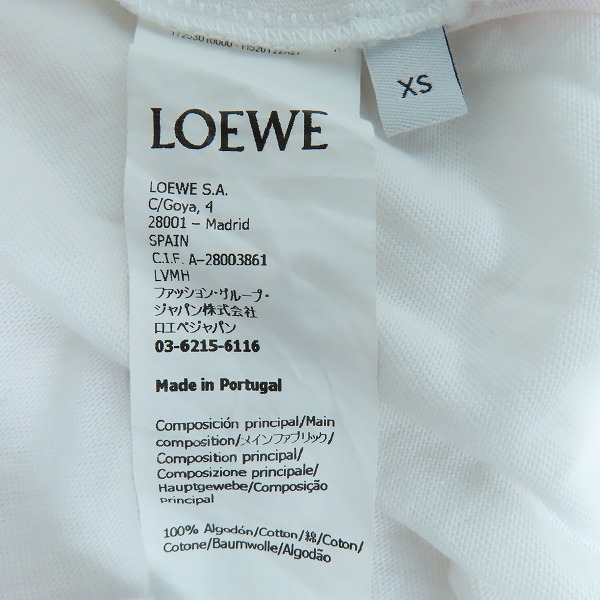 XS
LOEWE
LOEWE S.A.
C/Goya, 4
28001 – Madrid
SPAIN
C.I.F. A-28003861
LVMH
ファッション・グループ・
ジャパン株式会社
ロエベジャパン
03-6215-6116
Made in Portugal
Composición principal/Main
composition/メインファブリック/
Composition principal/
Composizione principale/
Hauptgewebe/Composição
principal
100% Algodón/Cotton/綿/Coton/
Cotone/Baumwolle/Algodão